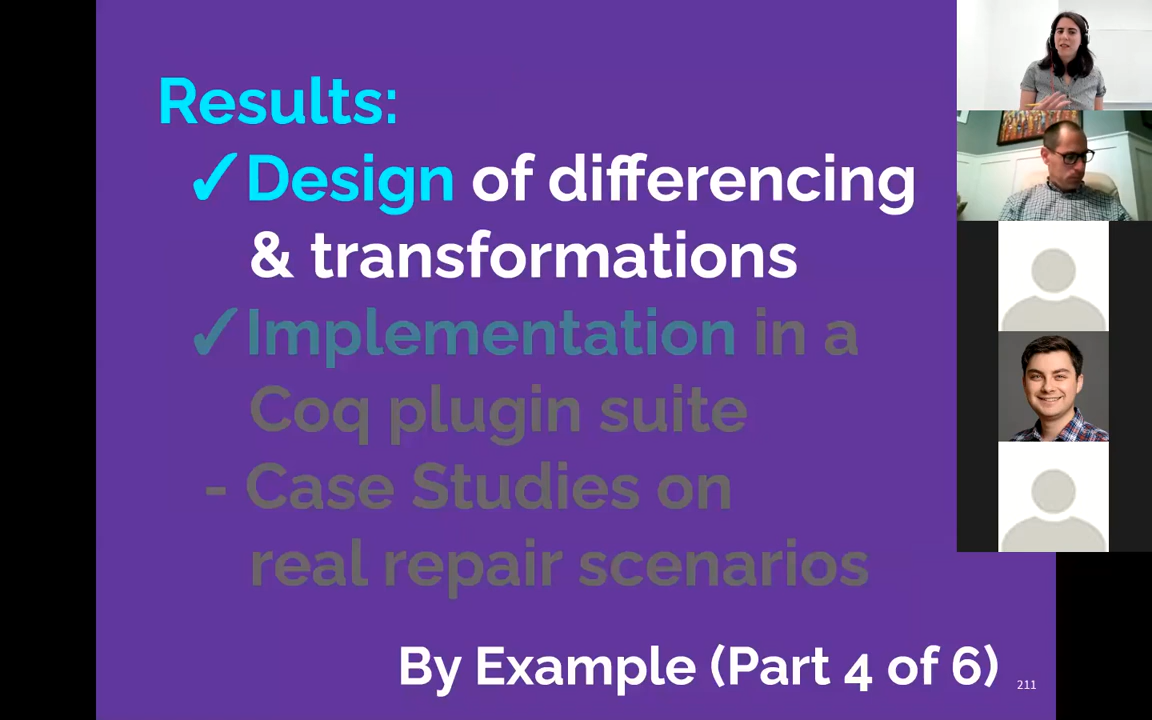 Results:
✓Design of differencing
& transformations
✓Implementation in a
Coq plugin suite
- Case Studies on
real repair scenarios
By Example (Part 4 of 6)
211